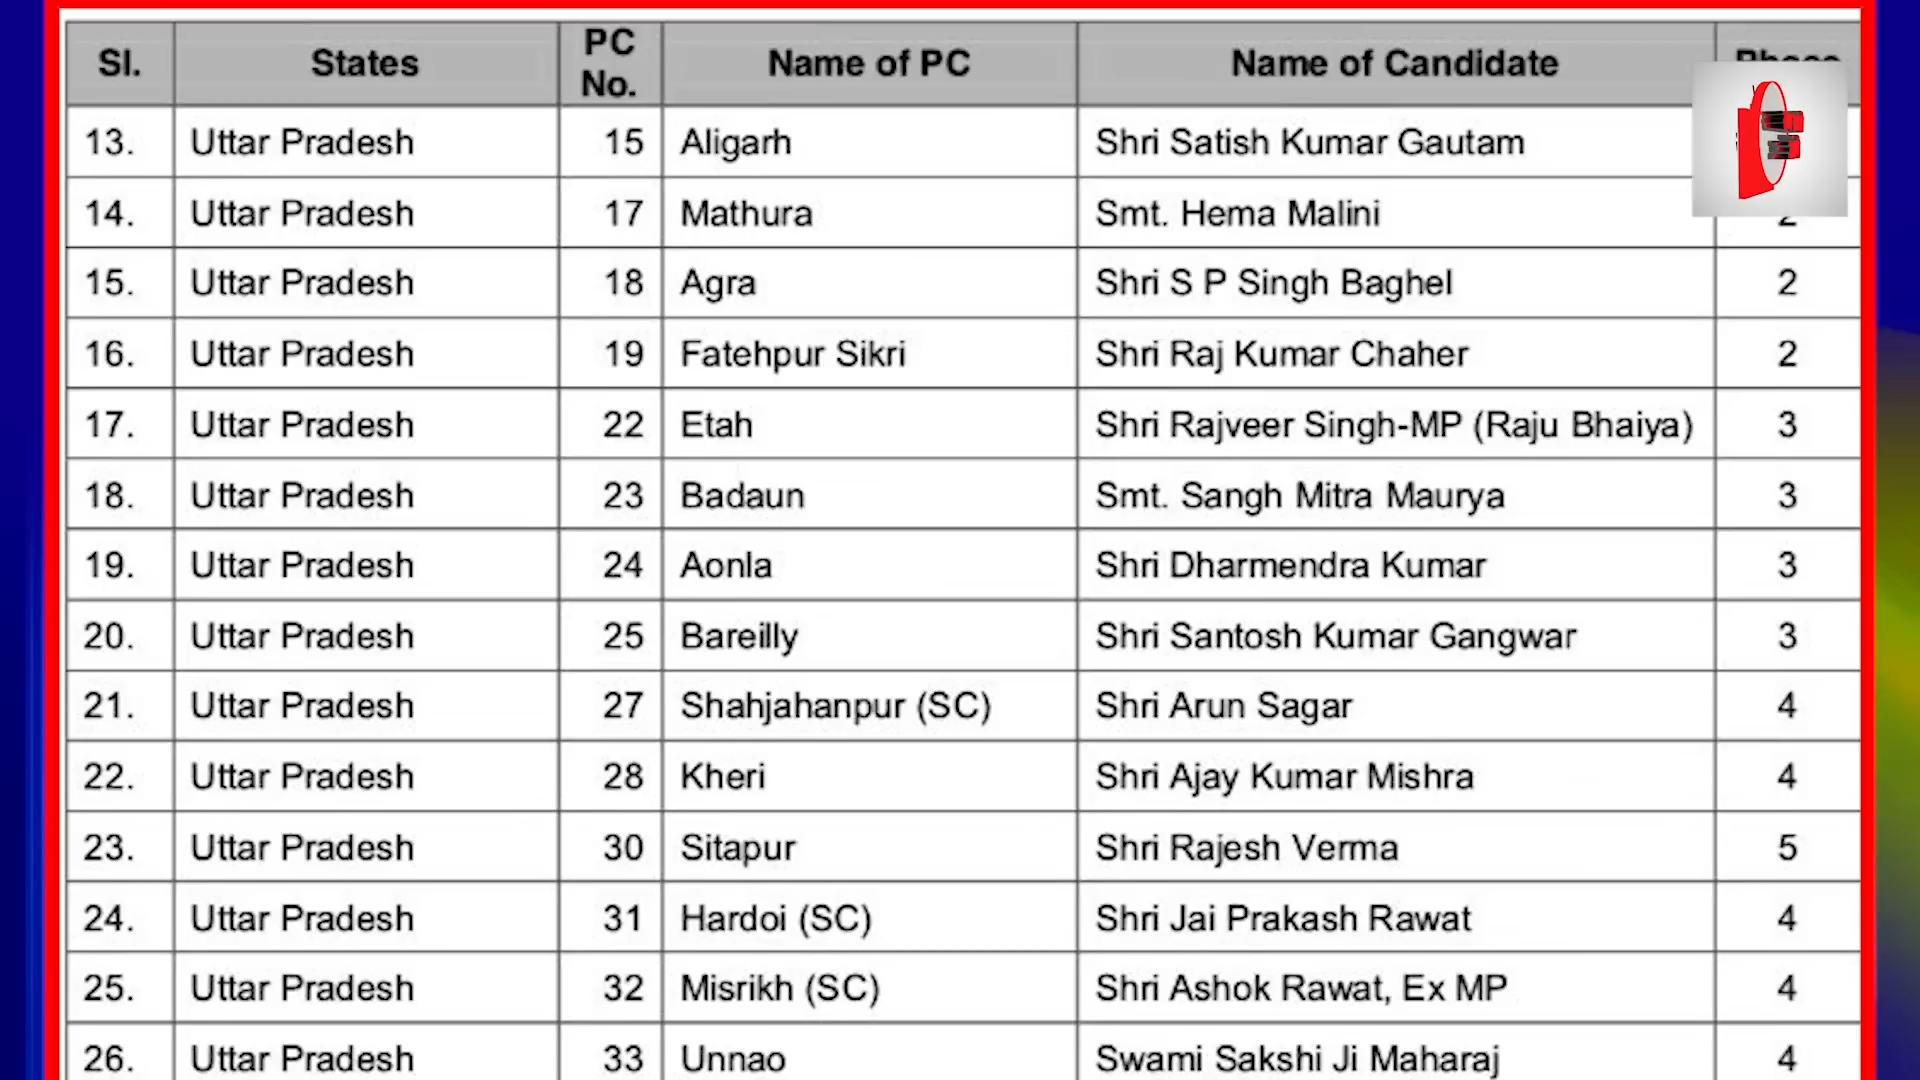 Sl. States PC No. Name of PC Name of Candidate Phase
13. Uttar Pradesh 15 Aligarh Shri Satish Kumar Gautam
14. Uttar Pradesh 17 Mathura Smt. Hema Malini 2
15. Uttar Pradesh 18 Agra Shri S P Singh Baghel 2
16. Uttar Pradesh 19 Fatehpur Sikri Shri Raj Kumar Chaher 2
17. Uttar Pradesh 22 Etah Shri Rajveer Singh-MP (Raju Bhaiya) 3
18. Uttar Pradesh 23 Badaun Smt. Sangh Mitra Maurya 3
19. Uttar Pradesh 24 Aonla Shri Dharmendra Kumar 3
20. Uttar Pradesh 25 Bareilly Shri Santosh Kumar Gangwar 3
21. Uttar Pradesh 27 Shahjahanpur (SC) Shri Arun Sagar 4
22. Uttar Pradesh 28 Kheri Shri Ajay Kumar Mishra 4
23. Uttar Pradesh 30 Sitapur Shri Rajesh Verma 5
24. Uttar Pradesh 31 Hardoi (SC) Shri Jai Prakash Rawat 4
25. Uttar Pradesh 32 Misrikh (SC) Shri Ashok Rawat, Ex MP 4
26. Uttar Pradesh 33 Unnao Swami Sakshi Ji Maharaj 4